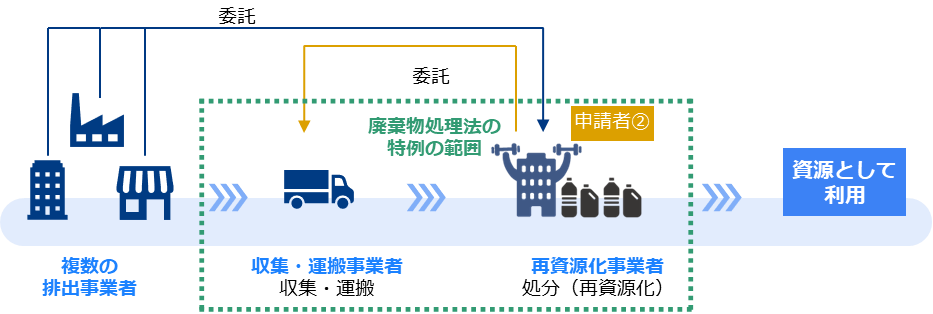 委託
委託
廃棄物処理法の
特例の範囲
申請者②
資源として
利用
複数の
排出事業者
収集・運搬事業者
収集・運搬
再資源化事業者
処分（再資源化）